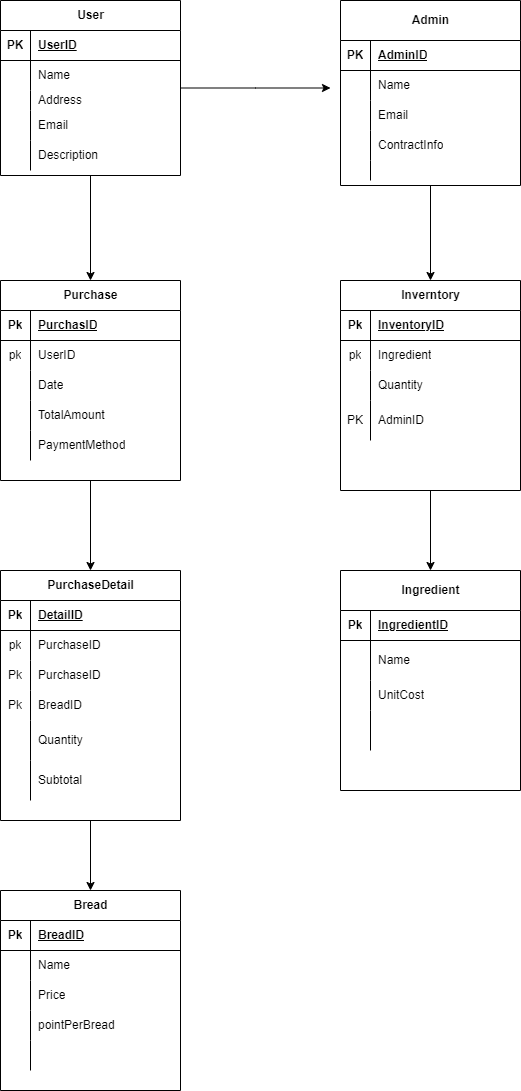 User
PK UserID
Name
Address
Email
Description
Admin
PK AdminID
Name
Email
ContractInfo
Purchase
Pk PurchasID
pk UserID
Date
TotalAmount
PaymentMethod
Inverntory
Pk InventoryID
pk Ingredient
Quantity
PK AdminID
PurchaseDetail
Pk DetailID
pk PurchaseID
Pk PurchaseID
Pk BreadID
Quantity
Subtotal
Ingredient
Pk IngredientID
Name
UnitCost
Bread
Pk BreadID
Name
Price
pointPerBread